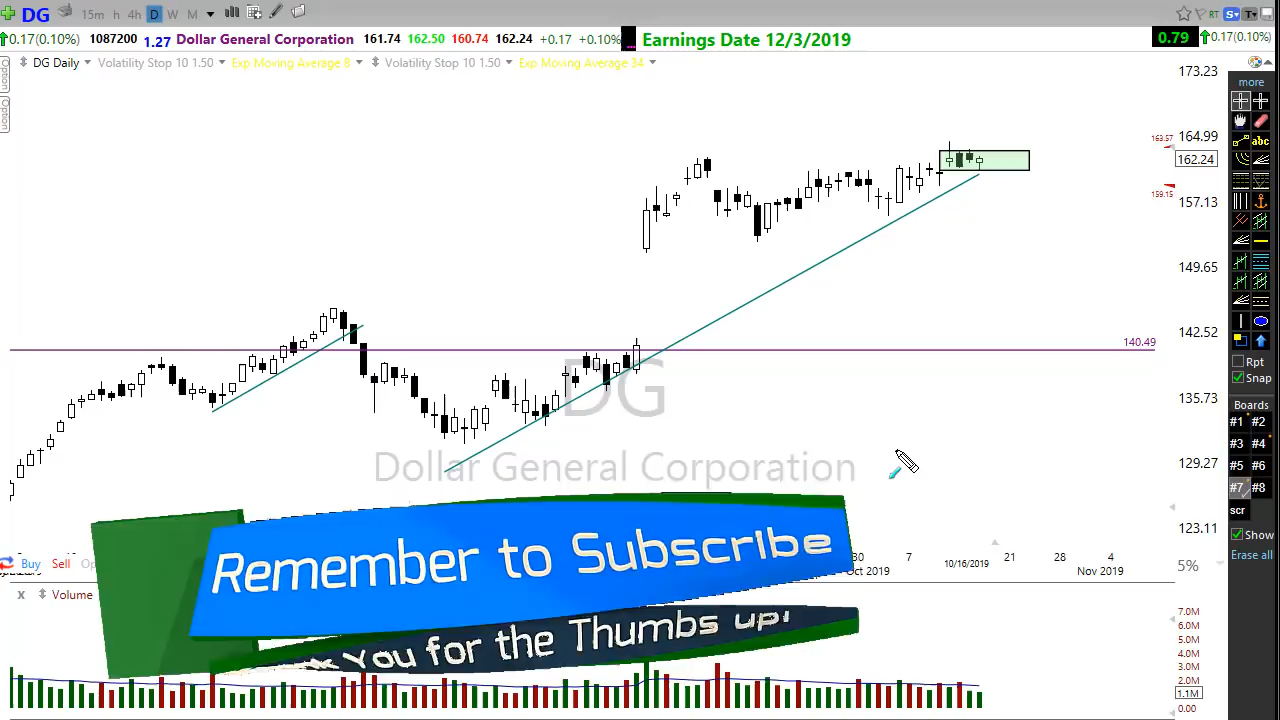 DG 15m h 4h D W M RT S T
0.17(0.10%) 1087200 1.27 Dollar General Corporation 161.74 162.50 160.74 162.24 +0.17 +0.10% Earnings Date 12/3/2019 0.79 0.17(0.10%)
DG Daily Volatility Stop 10 1.50 Exp Moving Average 8 Volatility Stop 10 1.50 Exp Moving Average 34
Option
Option
173.23
164.99
163.57
162.24
159.15
157.13
149.65
142.52
140.49
135.73
129.27
123.11
5%
DG
Dollar General Corporation
Remember to Subscribe
You for the Thumbs up!
Buy Sell
30 7 10/16/2019 21 28 4
Oct 2019 Nov 2019
x Volume
7.0M
6.0M
5.0M
4.0M
3.0M
2.0M
1.1M
0.00
more
abc
Rpt
Snap
Boards
#1 #2
#3 #4
#5 #6
#7 #8
scr
Show
Erase all